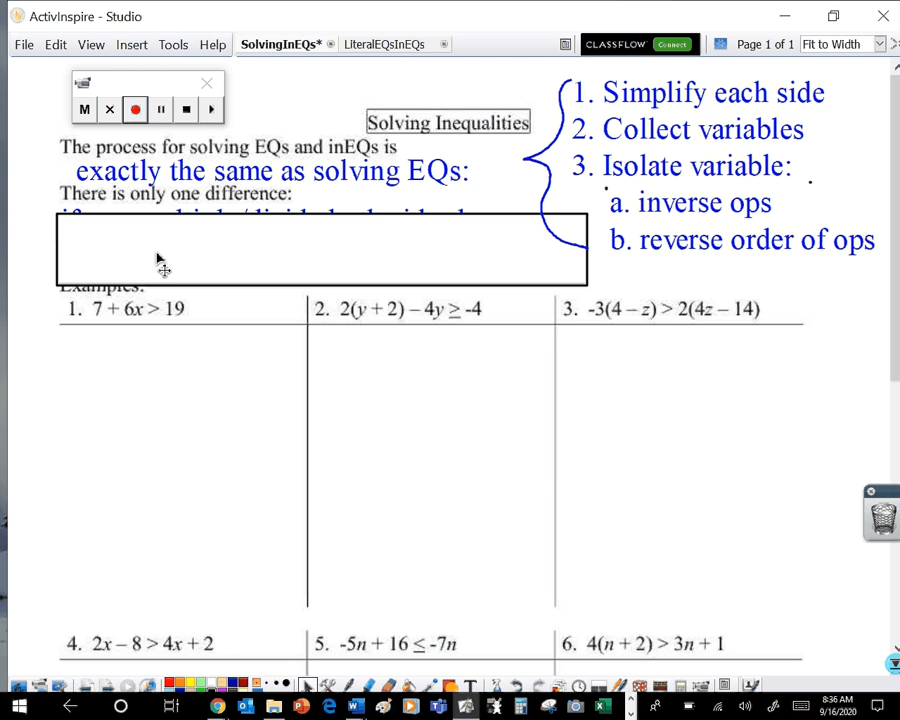 ActivInspire - Studio
File Edit View Insert Tools Help SolvingInEQs* LiteralEQsInEQs CLASSFLOW Connect Page 1 of 1 Fit to Width
M
Solving Inequalities
The process for solving EQs and inEQs is
exactly the same as solving EQs:
There is only one difference:
1. Simplify each side
2. Collect variables
3. Isolate variable:
a. inverse ops
b. reverse order of ops
Examples:
1. 7 + 6x > 19
2. 2(y + 2) – 4y ≥ -4
3. -3(4 – z) > 2(4z – 14)
4. 2x – 8 > 4x + 2
5. -5n + 16 ≤ -7n
6. 4(n + 2) > 3n + 1
8:36 AM
9/16/2020